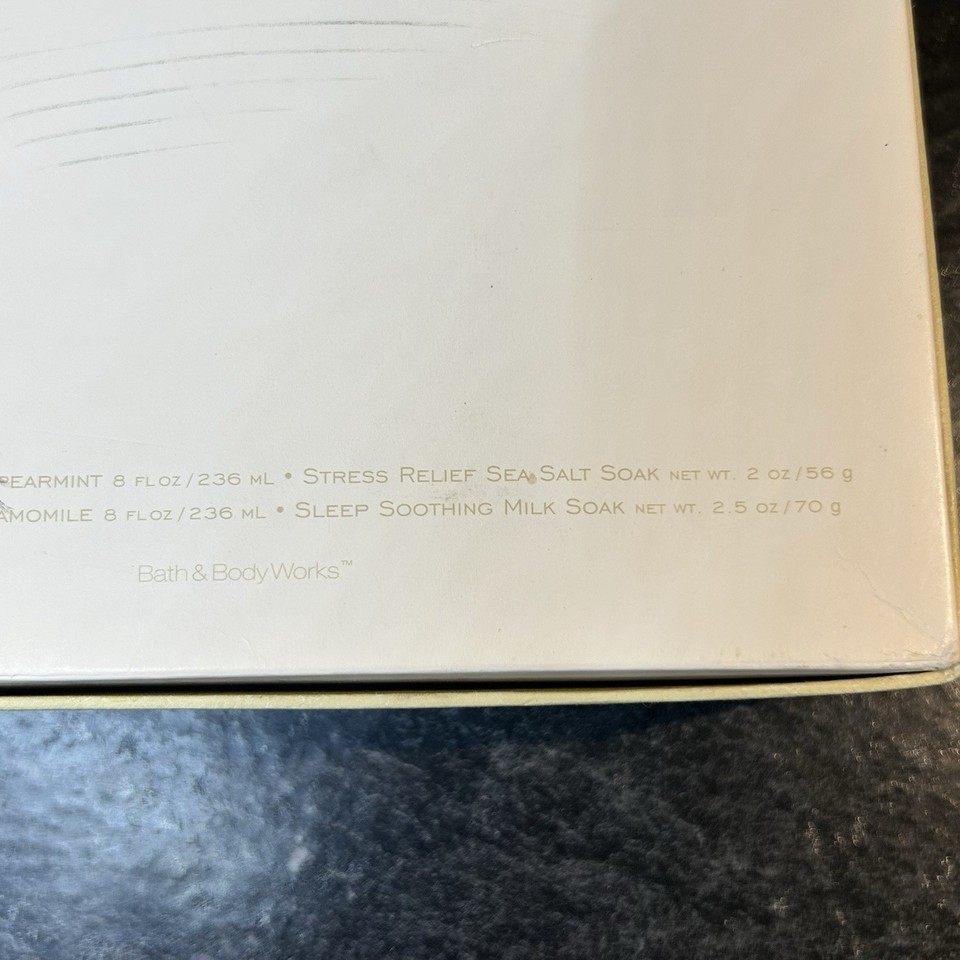 PEARMINT 8 FL OZ/236 ML • STRESS RELIEF SEA SALT SOAK NET WT. 2 OZ/56 g
AMOMILE 8 FL OZ/236 ML • SLEEP SOOTHING MILK SOAK NET WT. 2.5 OZ/70 g
Bath & Body Works™